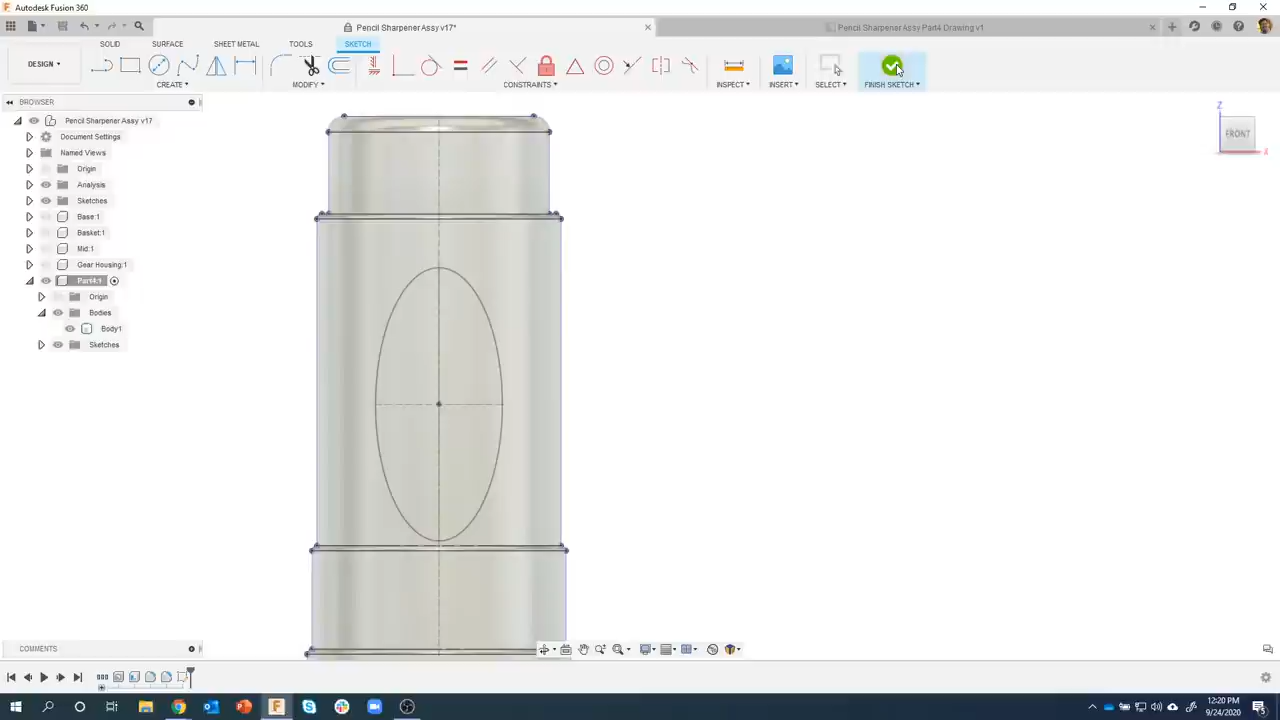 Autodesk Fusion 360
Pencil Sharpener Assy v17*
Pencil Sharpener Assy Part4 Drawing v1
SOLID
SURFACE
SHEET METAL
TOOLS
SKETCH
DESIGN
CREATE
MODIFY
CONSTRAINTS
INSPECT
INSERT
SELECT
FINISH SKETCH
BROWSER
Pencil Sharpener Assy v17
Document Settings
Named Views
Origin
Analysis
Sketches
Base:1
Basket:1
Mid:1
Gear Housing:1
Part4:1
Origin
Bodies
Body1
Sketches
Z
FRONT
X
COMMENTS
12:20 PM
9/24/2020